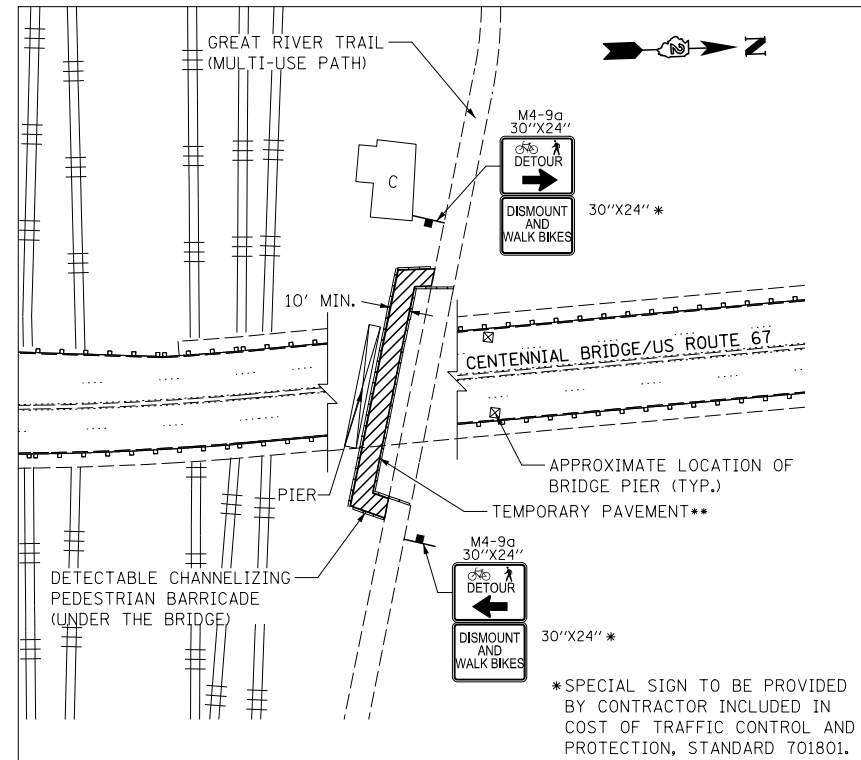 GREAT RIVER TRAIL
(MULTI-USE PATH)
N
M4-9a
30''X24''
DETOUR
DISMOUNT
AND
WALK BIKES
30''X24'' *
C
10' MIN.
CENTENNIAL BRIDGE/US ROUTE 67
APPROXIMATE LOCATION OF
BRIDGE PIER (TYP.)
PIER
TEMPORARY PAVEMENT**
DETECTABLE CHANNELIZING
PEDESTRIAN BARRICADE
(UNDER THE BRIDGE)
M4-9a
30''X24''
DETOUR
DISMOUNT
AND
WALK BIKES
30''X24'' *
*SPECIAL SIGN TO BE PROVIDED
BY CONTRACTOR INCLUDED IN
COST OF TRAFFIC CONTROL AND
PROTECTION, STANDARD 701801.